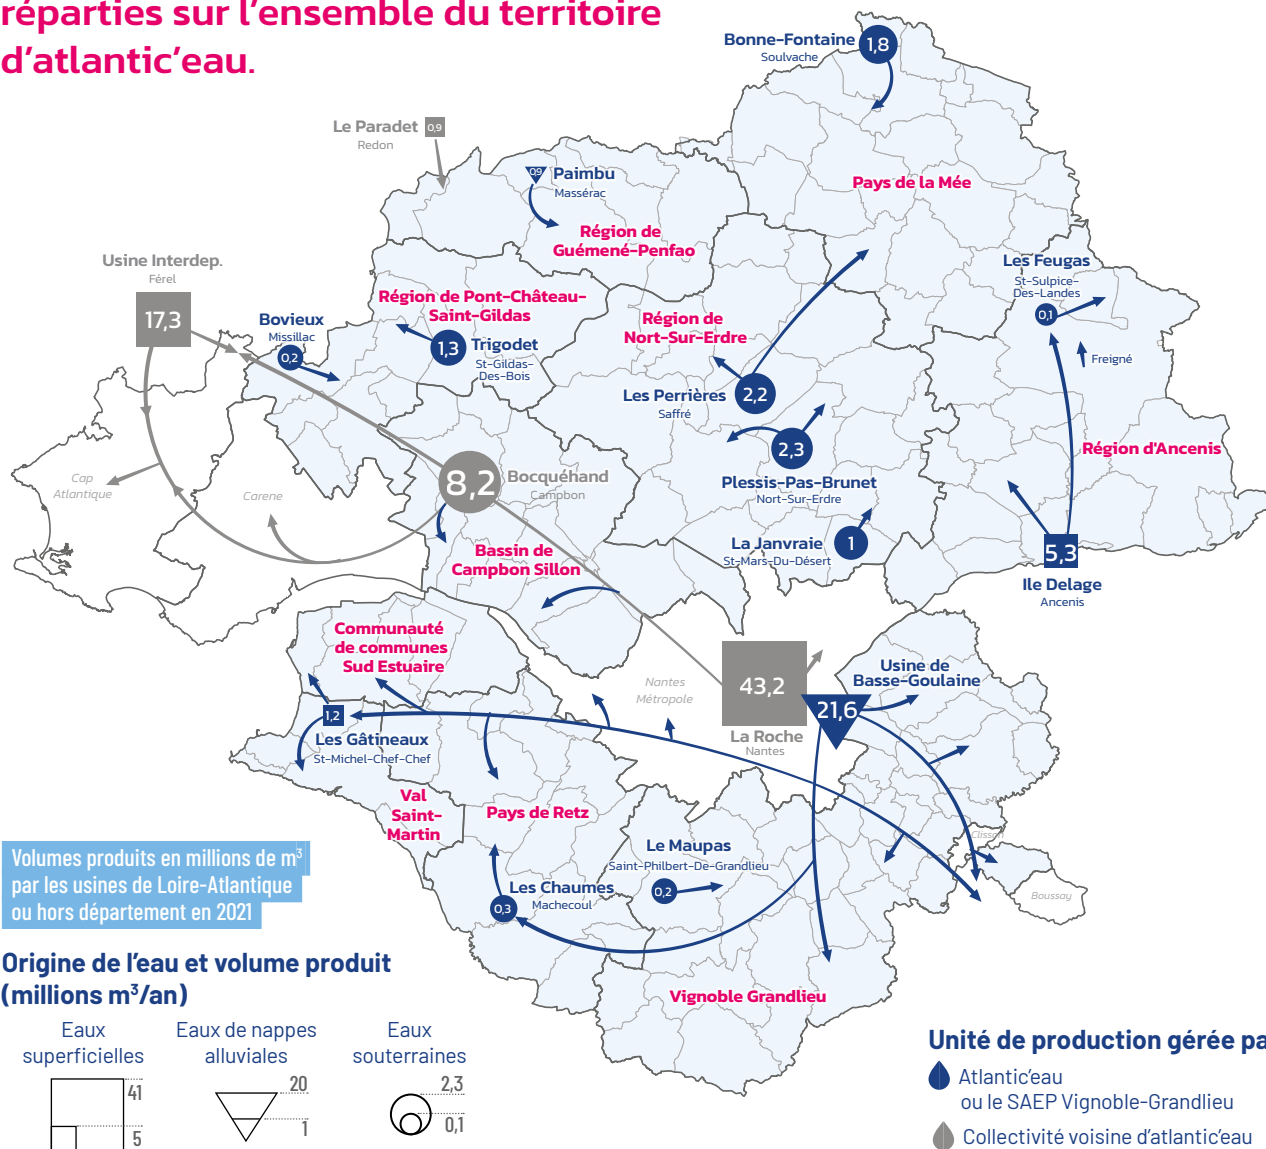 réparties sur l’ensemble du territoire
d’atlantic’eau.
Bonne-Fontaine
Soulvache
1,8
Le Paradet
Redon
0,9
0,9
Paimbu
Massérac
Pays de la Mée
Région de
Guémené-Penfao
Usine Interdep.
Férel
17,3
Les Feugas
St-Sulpice-
Des-Landes
0,1
Freigné
Région de Pont-Château-
Saint-Gildas
Bovieux
Missillac
0,2
1,3
Trigodet
St-Gildas-
Des-Bois
Région de
Nort-Sur-Erdre
Les Perrières
Saffré
2,2
2,3
Plessis-Pas-Brunet
Nort-Sur-Erdre
Région d'Ancenis
Cap
Atlantique
Carene
8,2
Bocquéhand
Campbon
La Janvraie
St-Mars-Du-Désert
1
5,3
Ile Delage
Ancenis
Bassin de
Campbon Sillon
Communauté
de communes
Sud Estuaire
Nantes
Métropole
43,2
La Roche
Nantes
21,6
Usine de
Basse-Goulaine
1,2
Les Gâtineaux
St-Michel-Chef-Chef
Val
Saint-
Martin
Pays de Retz
Le Maupas
Saint-Philbert-De-Grandlieu
0,2
Les Chaumes
Machecoul
0,3
Clisson
Boussay
Vignoble Grandlieu
Volumes produits en millions de m³
par les usines de Loire-Atlantique
ou hors département en 2021
Origine de l’eau et volume produit
(millions m³/an)
Eaux
superficielles
41
5
Eaux de nappes
alluviales
20
1
Eaux
souterraines
2,3
0,1
Unité de production gérée pa
Atlantic’eau
ou le SAEP Vignoble-Grandlieu
Collectivité voisine d’atlantic’eau